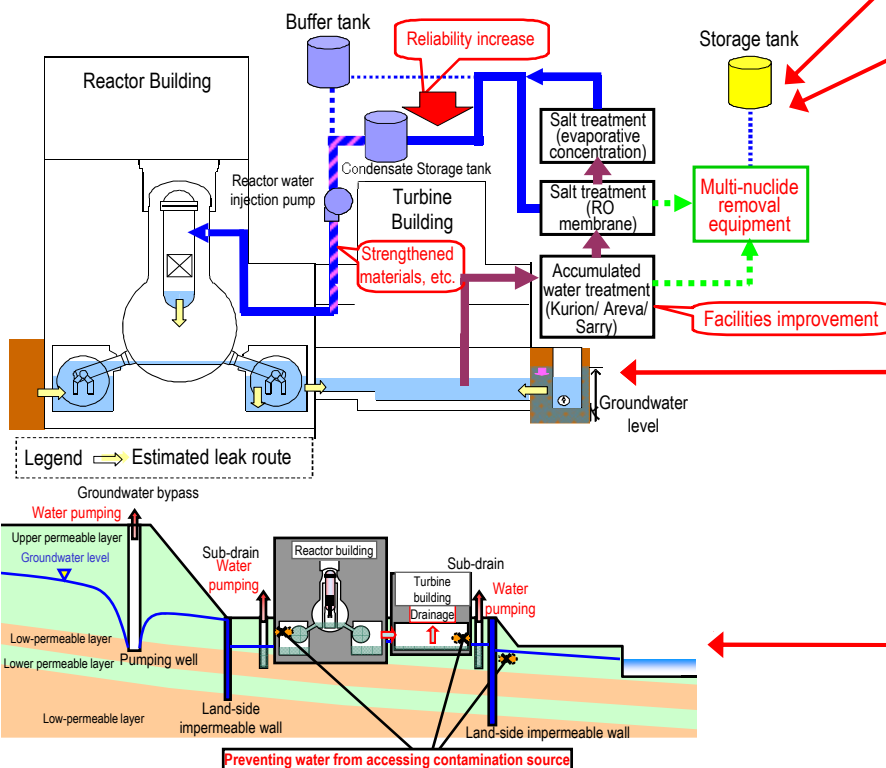 Buffer tank
Reliability increase
Storage tank
Reactor Building
Salt treatment
(evaporative
concentration)
Condensate Storage tank
Reactor water
injection pump
Turbine
Building
Salt treatment
(RO
membrane)
Multi-nuclide
removal
equipment
Strengthened
materials, etc.
Accumulated
water treatment
(Kurion/ Areva/
Sarry)
Facilities improvement
Groundwater
level
Legend
Estimated leak route
Groundwater bypass
Water pumping
Upper permeable layer
Groundwater level
Sub-drain
Water
pumping
Reactor building
Sub-drain
Water
pumping
Turbine
building
Drainage
Low-permeable layer
Pumping well
Lower permeable layer
Land-side
impermeable wall
Low-permeable layer
Land-side impermeable wall
Preventing water from accessing contamination source